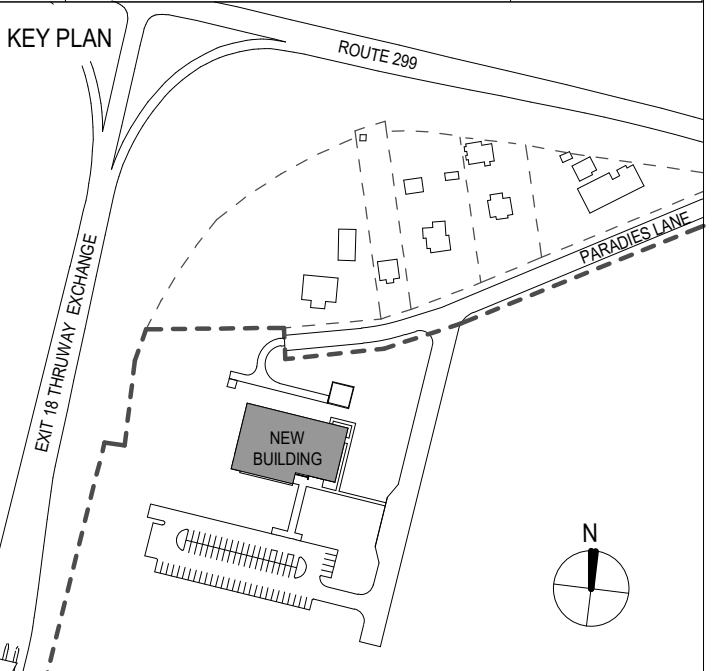 KEY PLAN
ROUTE 299
PARADIES LANE
EXIT 18 THRUWAY EXCHANGE
NEW
BUILDING
N